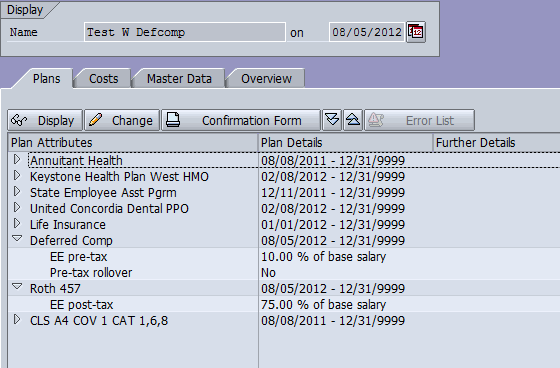 Display
Name Test W Defcomp on 08/05/2012
Plans Costs Master Data Overview
Display Change Confirmation Form Error List
Plan Attributes Plan Details Further Details
Annuitant Health 08/08/2011 - 12/31/9999
Keystone Health Plan West HMO 02/08/2012 - 12/31/9999
State Employee Asst Pgrm 12/11/2011 - 12/31/9999
United Concordia Dental PPO 02/08/2012 - 12/31/9999
Life Insurance 01/01/2012 - 12/31/9999
Deferred Comp 08/05/2012 - 12/31/9999
EE pre-tax 10.00 % of base salary
Pre-tax rollover No
Roth 457 08/05/2012 - 12/31/9999
EE post-tax 75.00 % of base salary
CLS A4 COV 1 CAT 1,6,8 08/08/2011 - 12/31/9999